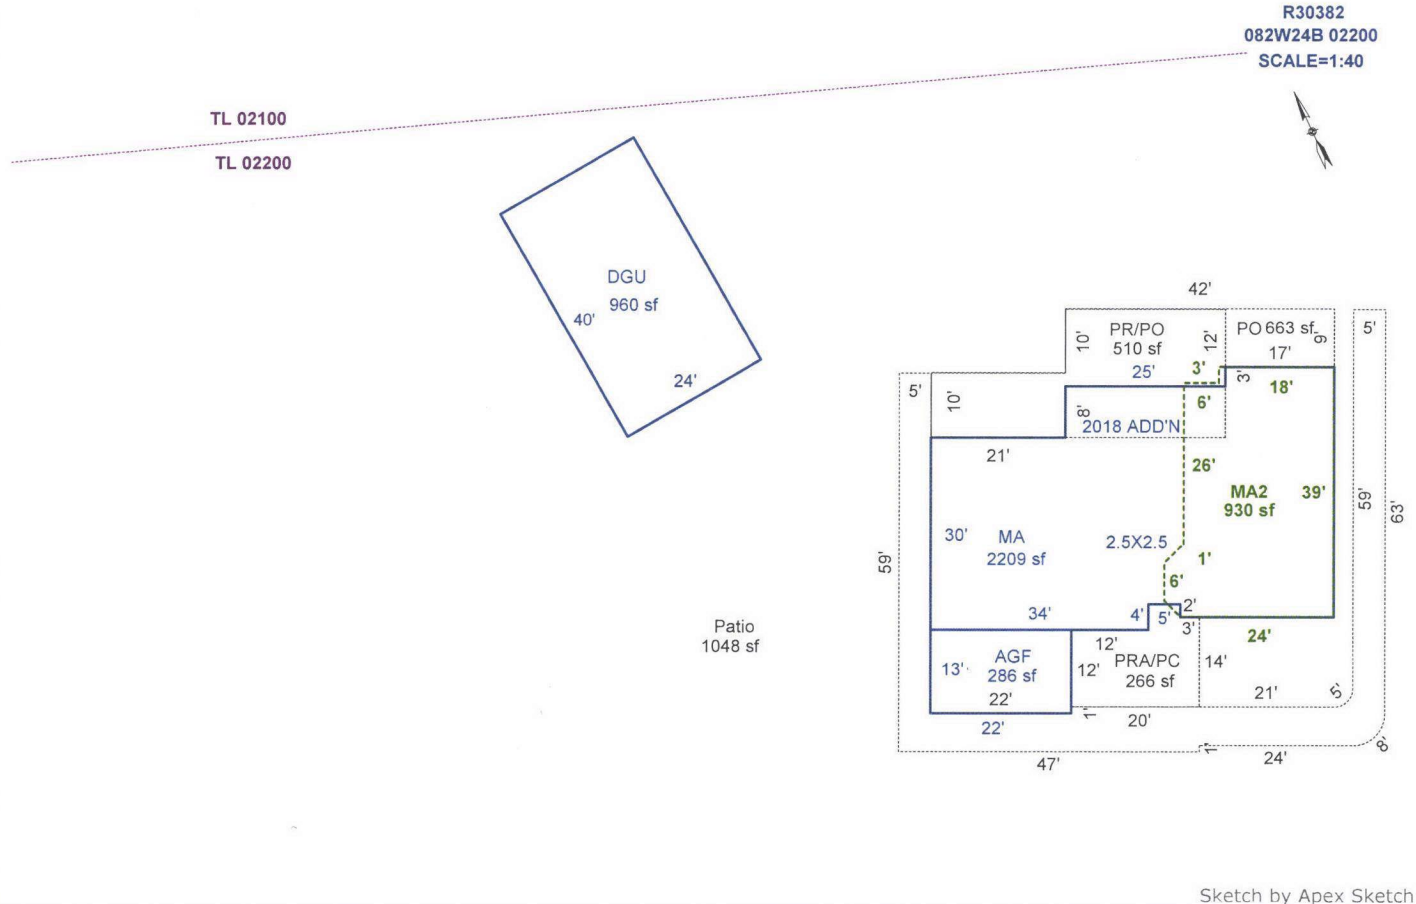 R30382
082W24B 02200
SCALE=1:40
TL 02100
TL 02200
DGU
960 sf
40'
24'
42'
PR/PO
510 sf
10'
12'
PO 663 sf
9'
17'
5'
5'
10'
25'
3'
3'
18'
6'
8'
2018 ADD'N
21'
26'
MA2
930 sf
39'
59'
63'
30'
MA
2209 sf
2.5X2.5
1'
6'
59'
34'
4'
5'
2'
3'
24'
Patio
1048 sf
13'
AGF
286 sf
22'
12'
12'
PRA/PC
266 sf
14'
21'
5'
22'
1'
20'
47'
1'
24'
8'
Sketch by Apex Sketch